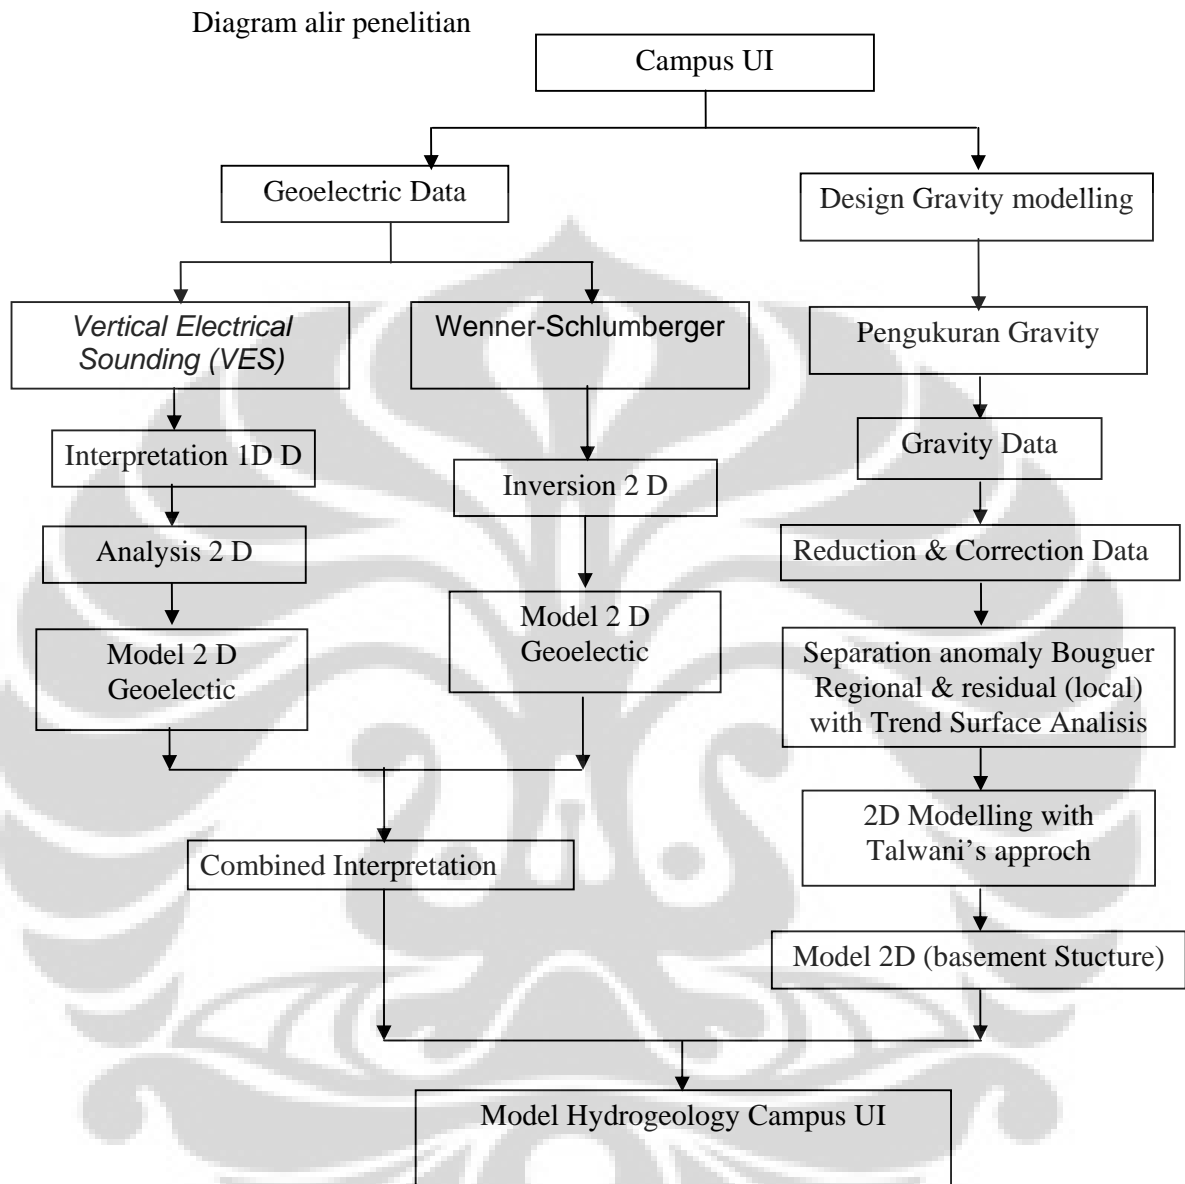 Diagram alir penelitian
Campus UI
Geoelectric Data
Design Gravity modelling
Vertical Electrical
Sounding (VES)
Wenner-Schlumberger
Pengukuran Gravity
Interpretation 1D D
Gravity Data
Inversion 2 D
Analysis 2 D
Reduction & Correction Data
Model 2 D
Geoelectic
Model 2 D
Geoelectic
Separation anomaly Bouguer
Regional & residual (local)
with Trend Surface Analisis
2D Modelling with
Talwani's approch
Combined Interpretation
Model 2D (basement Stucture)
Model Hydrogeology Campus UI